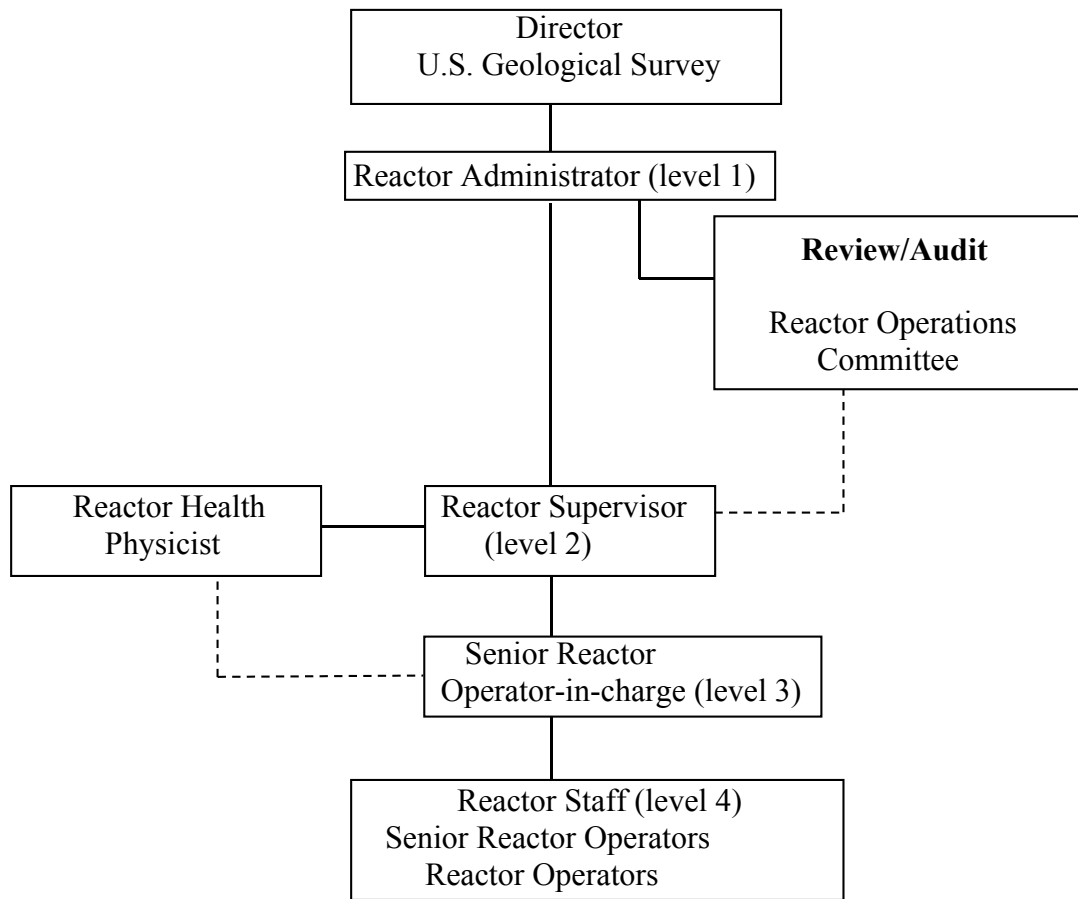 Director
U.S. Geological Survey
Reactor Administrator (level 1)
Review/Audit
Reactor Operations
Committee
Reactor Health
Physicist
Reactor Supervisor
(level 2)
Senior Reactor
Operator-in-charge (level 3)
Reactor Staff (level 4)
Senior Reactor Operators
Reactor Operators